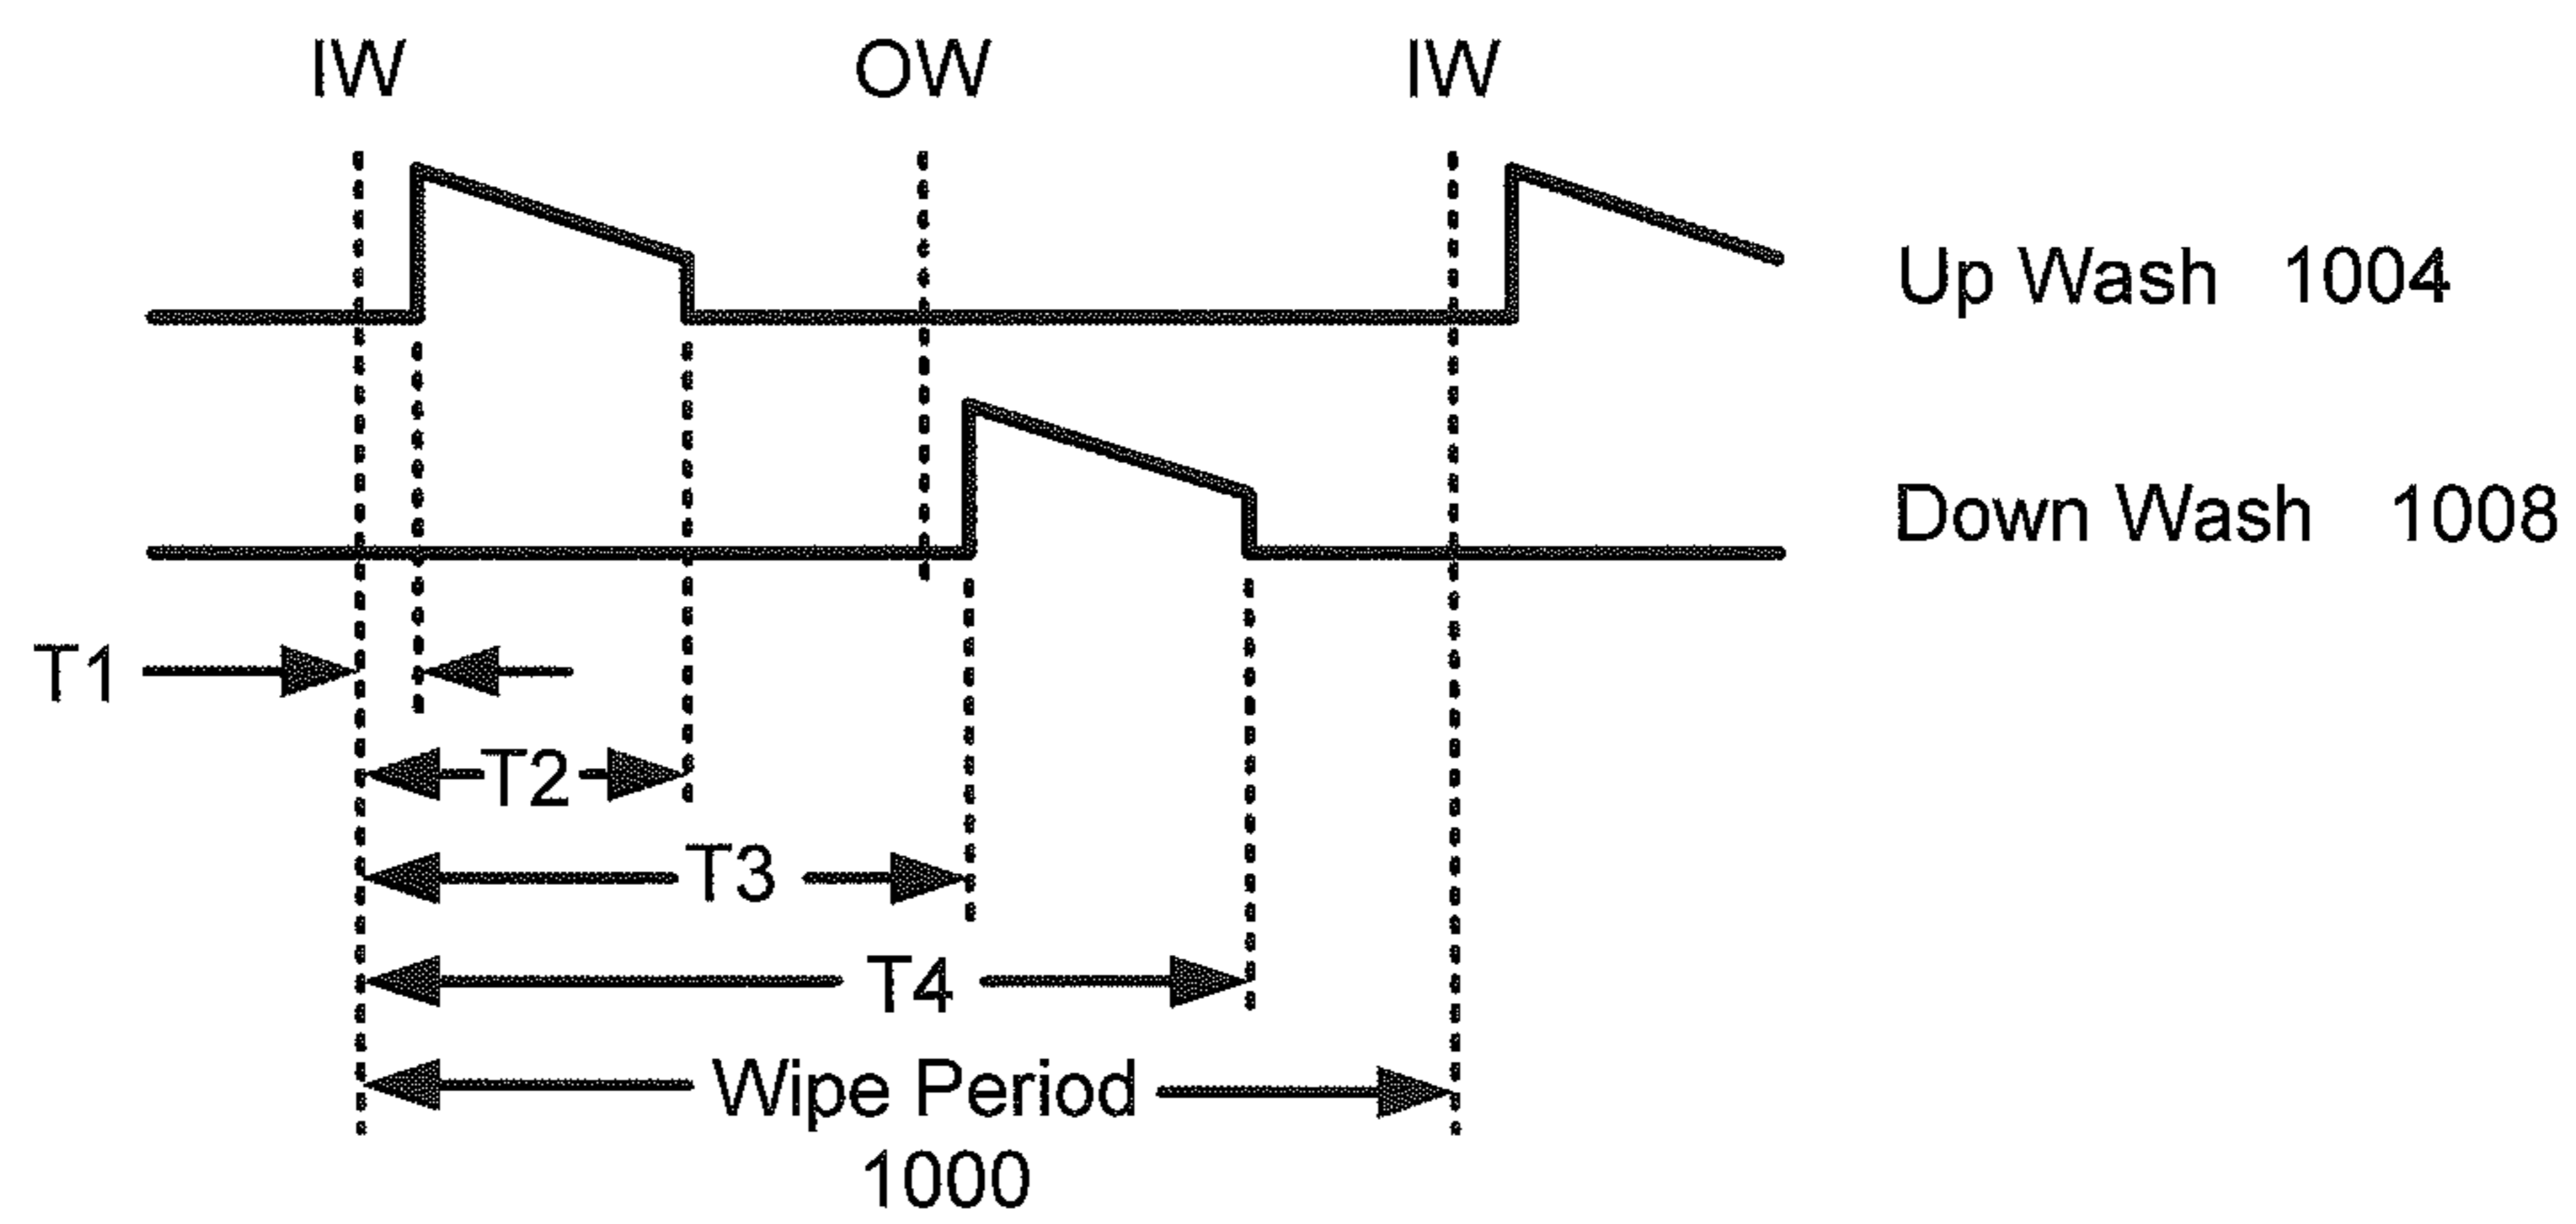 IW OW IW
Up Wash 1004
Down Wash 1008
T1
T2
T3
T4
Wipe Period
1000